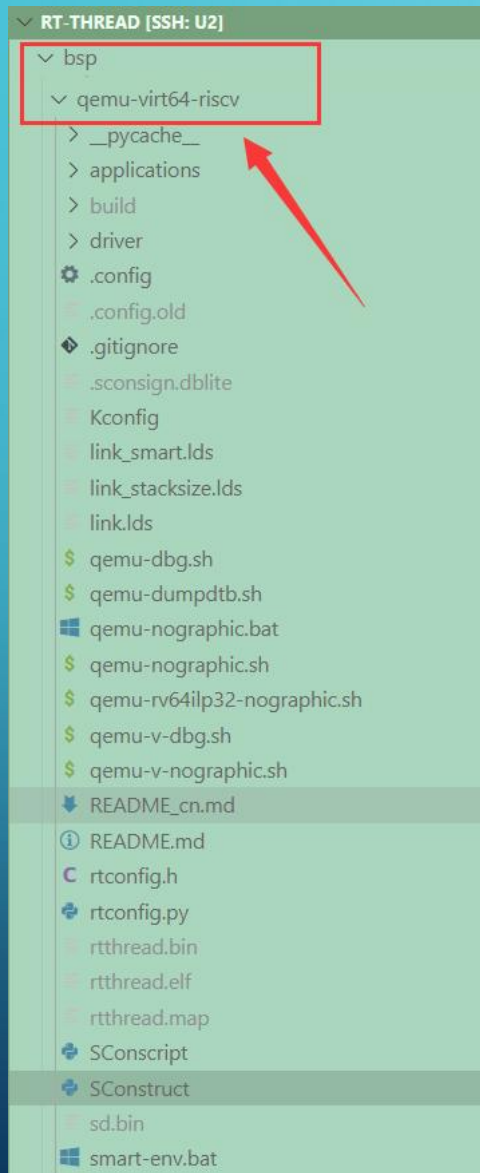 RT-THREAD [SSH: U2]
bsp
qemu-virt64-riscv
__pycache__
applications
build
driver
.config
.config.old
.gitignore
.sconsign.dblite
Kconfig
link_smart.lds
link_stacksize.lds
link.lds
qemu-dbg.sh
qemu-dumpdtb.sh
qemu-nographic.bat
qemu-nographic.sh
qemu-rv64ilp32-nographic.sh
qemu-v-dbg.sh
qemu-v-nographic.sh
README_cn.md
README.md
rtconfig.h
rtconfig.py
rtthread.bin
rtthread.elf
rtthread.map
SConscript
SConstruct
sd.bin
smart-env.bat